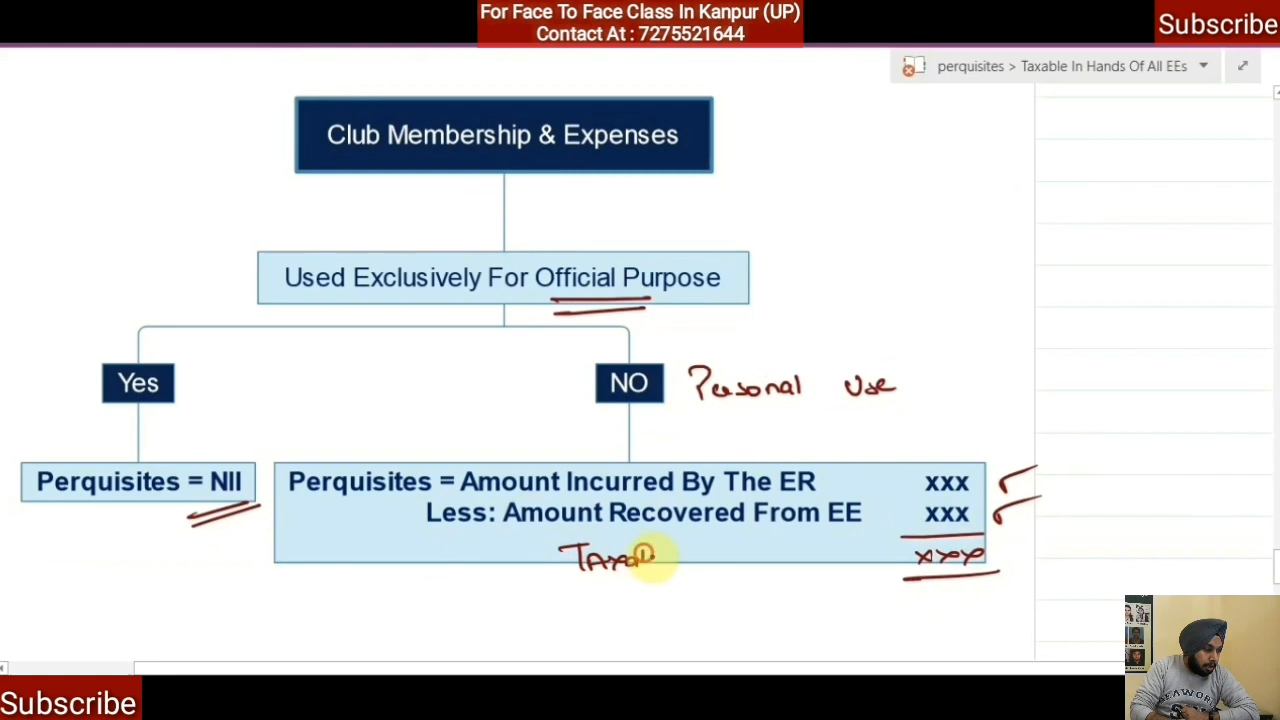 For Face To Face Class In Kanpur (UP)
Contact At : 7275521644
Subscribe
perquisites > Taxable In Hands Of All EEs
Club Membership & Expenses
Used Exclusively For Official Purpose
Yes
NO
Personal Use
Perquisites = NIl
Perquisites = Amount Incurred By The ER xxx
Less: Amount Recovered From EE xxx
Taxab xxx
Subscribe